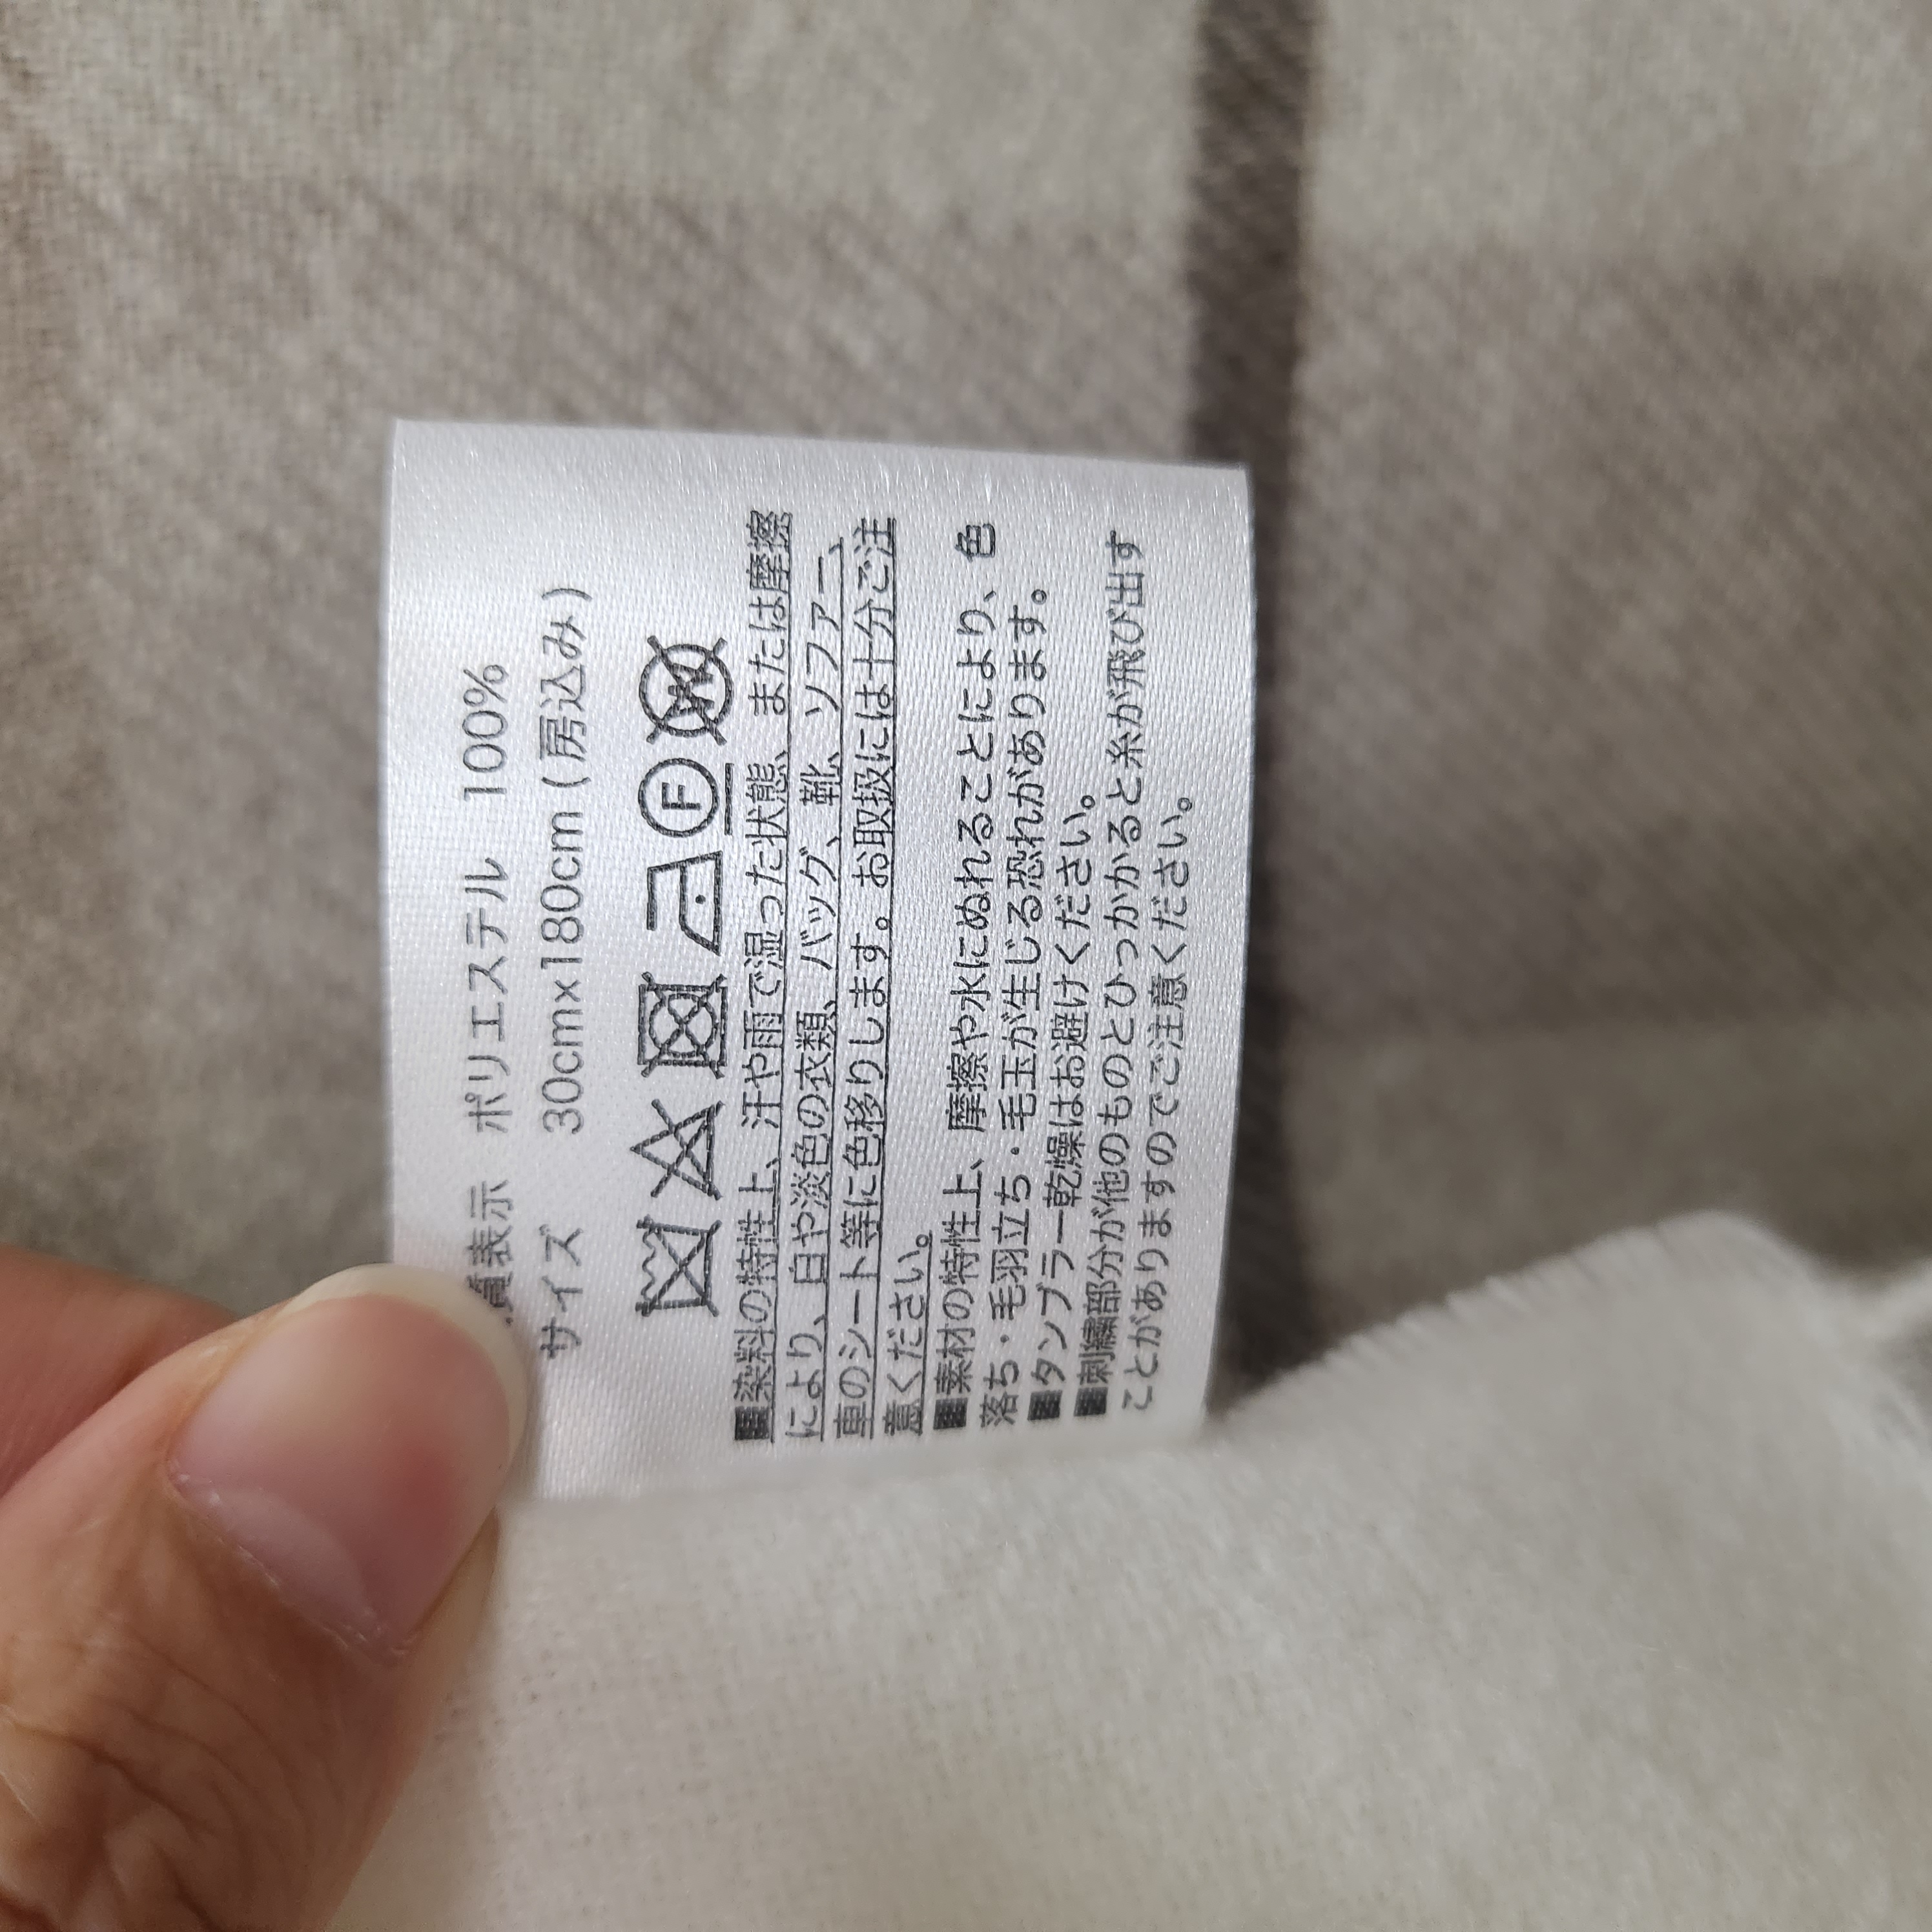 質表示　ポリエステル　100%
サイズ　30cmx180cm (房込み)
F W
■染料の特性上、汗や雨で湿った状態、または摩擦
により、白や淡色の衣類、バッグ、靴、ソファー、
車のシート等に色移りします。お取扱には十分ご注
意ください。
■素材の特性上、摩擦や水にぬれることにより、色
落ち・毛羽立ち・毛玉が生じる恐れがあります。
■タンブラー乾燥はお避けください。
■刺繍部分が他のものとひっかかると糸が飛び出す
ことがありますのでご注意ください。